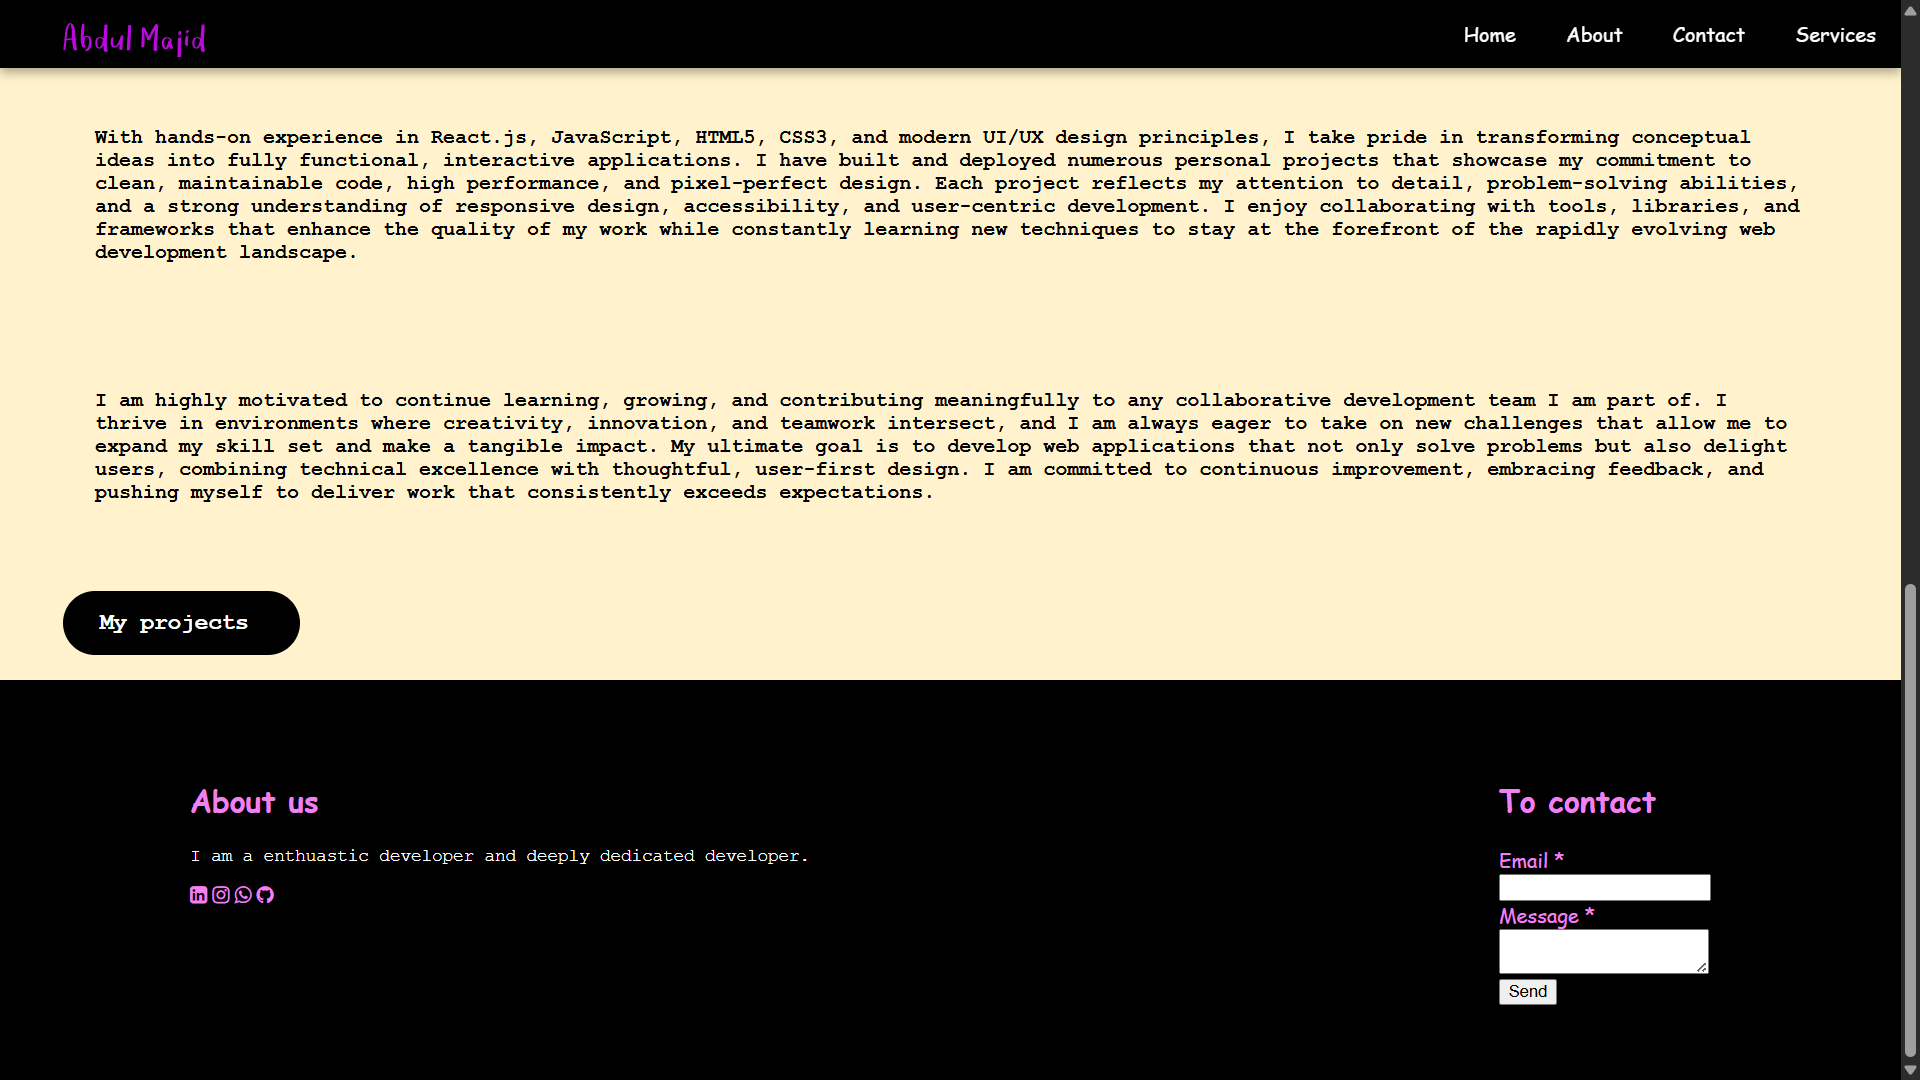 Abdul Majid
Home About Contact Services
With hands-on experience in React.js, JavaScript, HTML5, CSS3, and modern UI/UX design principles, I take pride in transforming conceptual
ideas into fully functional, interactive applications. I have built and deployed numerous personal projects that showcase my commitment to
clean, maintainable code, high performance, and pixel-perfect design. Each project reflects my attention to detail, problem-solving abilities,
and a strong understanding of responsive design, accessibility, and user-centric development. I enjoy collaborating with tools, libraries, and
frameworks that enhance the quality of my work while constantly learning new techniques to stay at the forefront of the rapidly evolving web
development landscape.
I am highly motivated to continue learning, growing, and contributing meaningfully to any collaborative development team I am part of. I
thrive in environments where creativity, innovation, and teamwork intersect, and I am always eager to take on new challenges that allow me to
expand my skill set and make a tangible impact. My ultimate goal is to develop web applications that not only solve problems but also delight
users, combining technical excellence with thoughtful, user-first design. I am committed to continuous improvement, embracing feedback, and
pushing myself to deliver work that consistently exceeds expectations.
My projects
About us
I am a enthuastic developer and deeply dedicated developer.
To contact
Email *
Message *
Send